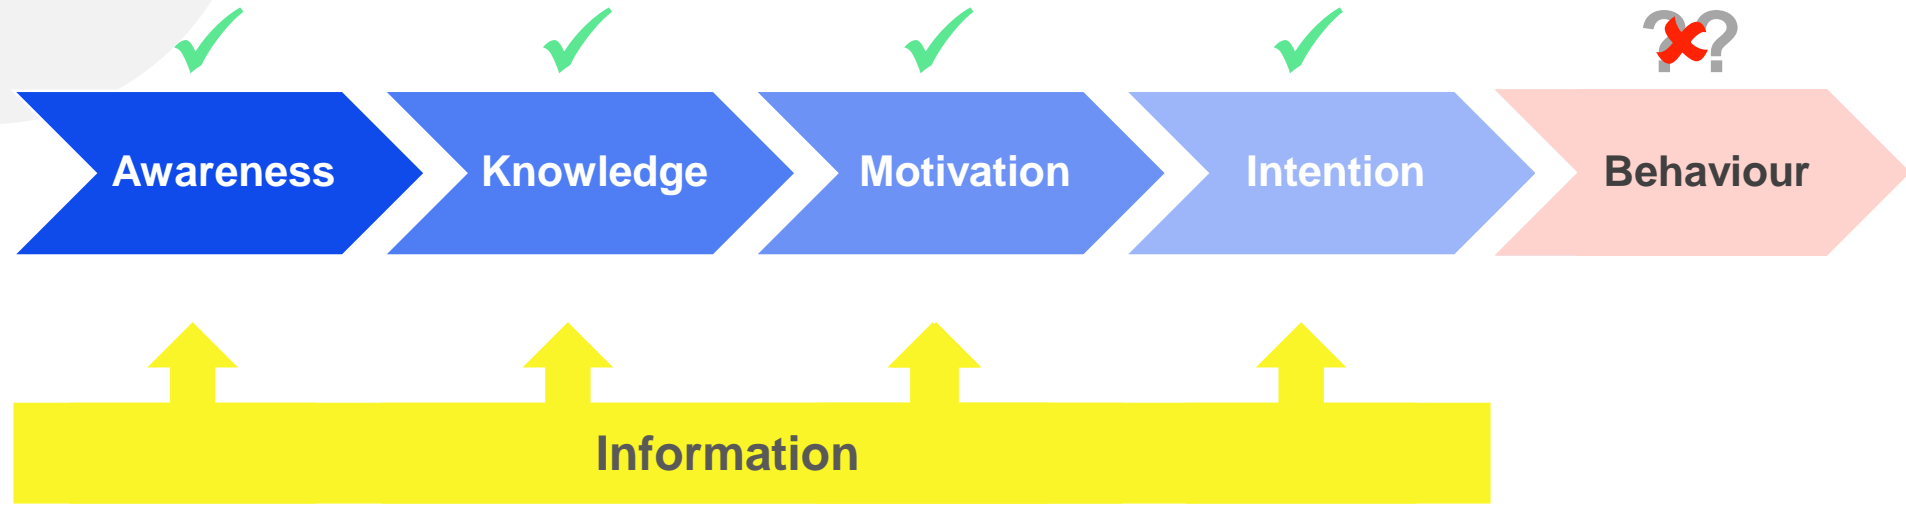 ??
Awareness
Knowledge
Motivation
Intention
Behaviour
Information